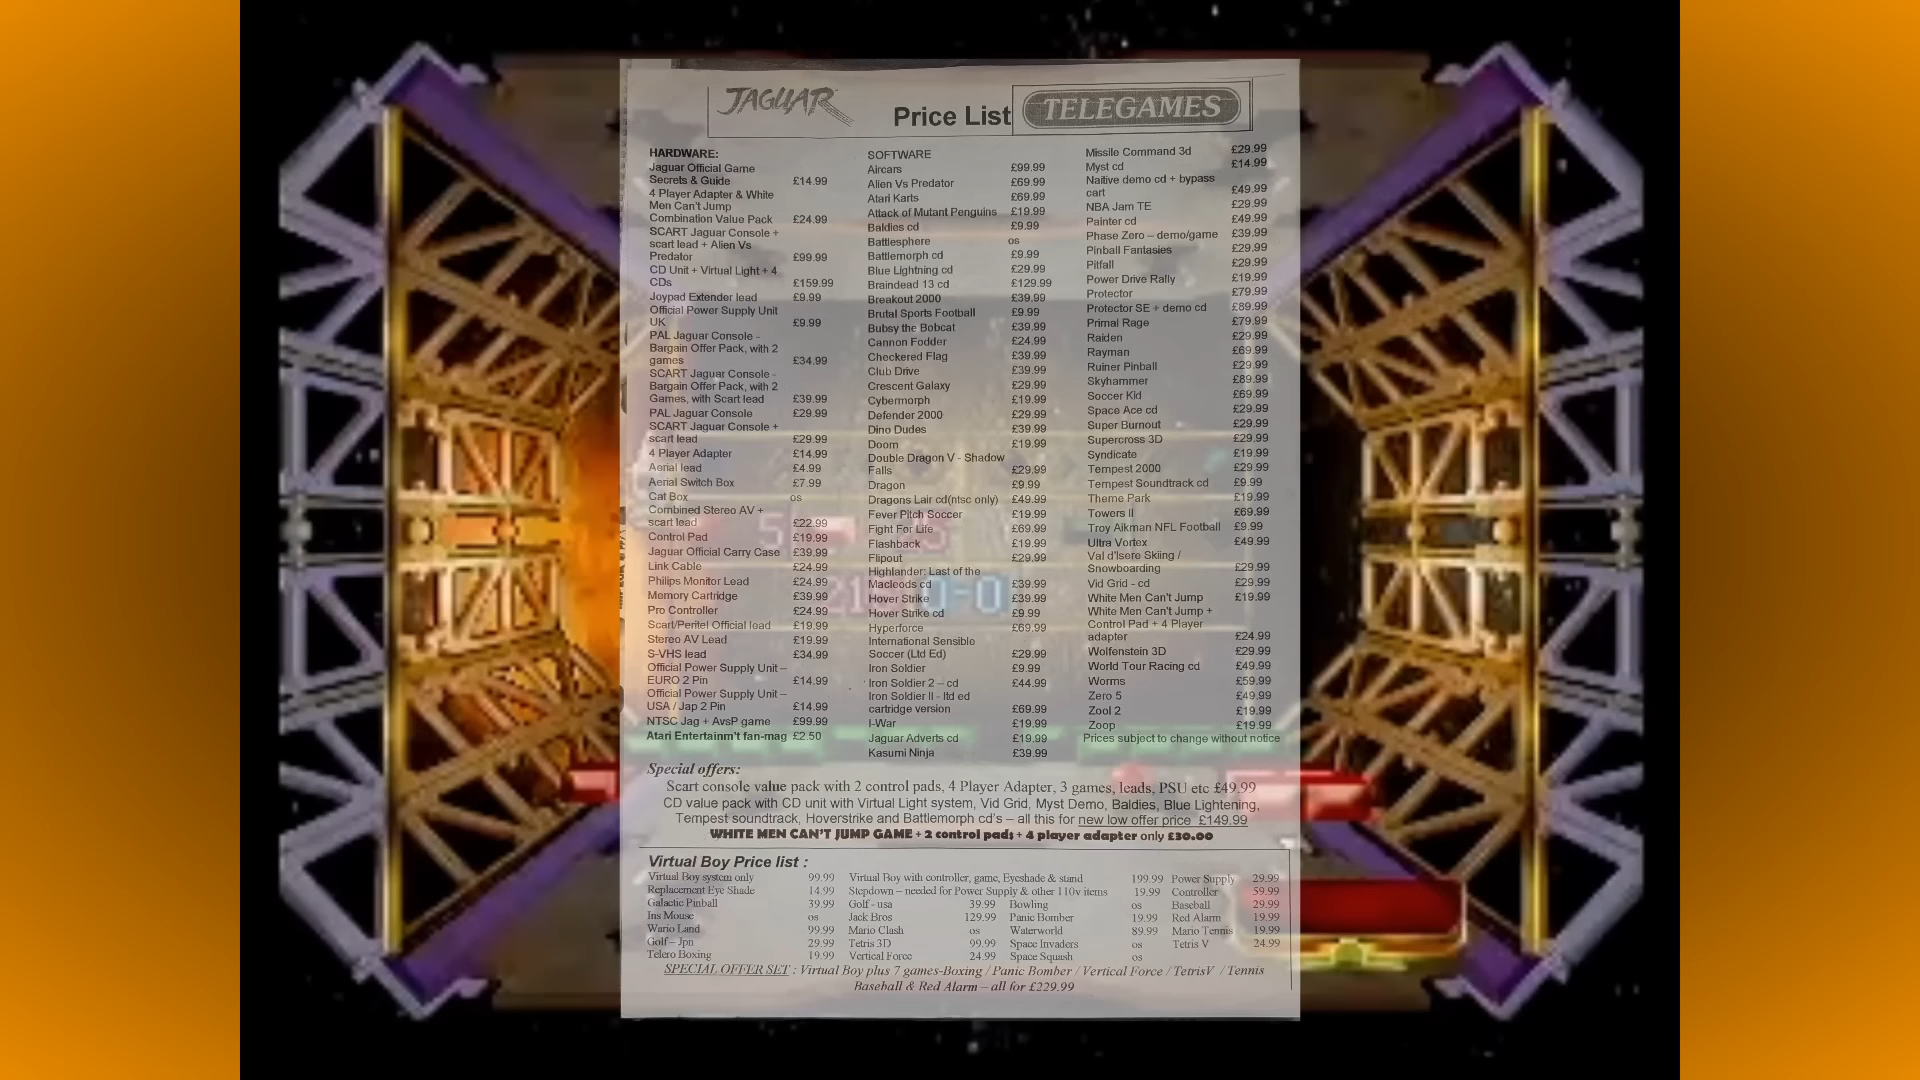 JAGUAR
Price List
TELEGAMES
HARDWARE:
Jaguar Official Game
Secrets & Guide £14.99
4 Player Adapter & White
Men Can't Jump
Combination Value Pack £24.99
SCART Jaguar Console +
scart lead + Alien Vs
Predator £99.99
CD Unit + Virtual Light + 4
CDs £159.99
Joypad Extender lead £9.99
Official Power Supply Unit
UK £9.99
PAL Jaguar Console -
Bargain Offer Pack, with 2
games £34.99
SCART Jaguar Console -
Bargain Offer Pack, with 2
Games, with Scart lead £39.99
PAL Jaguar Console £29.99
SCART Jaguar Console +
scart lead £29.99
4 Player Adapter £14.99
Aerial lead £4.99
Aerial Switch Box £7.99
Cat Box os
Combined Stereo AV +
scart lead £22.99
Control Pad £19.99
Jaguar Official Carry Case £39.99
Link Cable £24.99
Philips Monitor Lead £24.99
Memory Cartridge £39.99
Pro Controller £24.99
Scart/Peritel Official lead £19.99
Stereo AV Lead £19.99
S-VHS lead £34.99
Official Power Supply Unit –
EURO 2 Pin £14.99
Official Power Supply Unit –
USA / Jap 2 Pin £14.99
NTSC Jag + AvsP game £99.99
Atari Entertainm't fan-mag £2.50
SOFTWARE
Aircars £99.99
Alien Vs Predator £69.99
Atari Karts £69.99
Attack of Mutant Penguins £19.99
Baldies cd £9.99
Battlesphere os
Battlemorph cd £9.99
Blue Lightning cd £29.99
Braindead 13 cd £129.99
Breakout 2000 £39.99
Brutal Sports Football £9.99
Bubsy the Bobcat £39.99
Cannon Fodder £24.99
Checkered Flag £39.99
Club Drive £39.99
Crescent Galaxy £29.99
Cybermorph £19.99
Defender 2000 £29.99
Dino Dudes £39.99
Doom £19.99
Double Dragon V - Shadow
Falls £29.99
Dragon £9.99
Dragons Lair cd(ntsc only) £49.99
Fever Pitch Soccer £19.99
Fight For Life £69.99
Flashback £19.99
Flipout £29.99
Highlander: Last of the
Macleods cd £39.99
Hover Strike £39.99
Hover Strike cd £9.99
Hyperforce £69.99
International Sensible
Soccer (Ltd Ed) £29.99
Iron Soldier £9.99
Iron Soldier 2 – cd £44.99
Iron Soldier II - ltd ed
cartridge version £69.99
I-War £19.99
Jaguar Adverts cd £19.99
Kasumi Ninja £39.99
Missile Command 3d £29.99
Myst cd £14.99
Naitive demo cd + bypass
cart £49.99
NBA Jam TE £29.99
Painter cd £49.99
Phase Zero – demo/game £39.99
Pinball Fantasies £29.99
Pitfall £29.99
Power Drive Rally £19.99
Protector £79.99
Protector SE + demo cd £89.99
Primal Rage £79.99
Raiden £29.99
Rayman £69.99
Ruiner Pinball £29.99
Skyhammer £89.99
Soccer Kid £69.99
Space Ace cd £29.99
Super Burnout £29.99
Supercross 3D £29.99
Syndicate £19.99
Tempest 2000 £29.99
Tempest Soundtrack cd £9.99
Theme Park £19.99
Towers II £69.99
Troy Aikman NFL Football £9.99
Ultra Vortex £49.99
Val d'Isere Skiing /
Snowboarding £29.99
Vid Grid - cd £29.99
White Men Can't Jump £19.99
White Men Can't Jump +
Control Pad + 4 Player
adapter £24.99
Wolfenstein 3D £29.99
World Tour Racing cd £49.99
Worms £59.99
Zero 5 £49.99
Zool 2 £19.99
Zoop £19.99
Prices subject to change without notice
Special offers:
Scart console value pack with 2 control pads, 4 Player Adapter, 3 games, leads, PSU etc £49.99
CD value pack with CD unit with Virtual Light system, Vid Grid, Myst Demo, Baldies, Blue Lightening,
Tempest soundtrack, Hoverstrike and Battlemorph cd's – all this for new low offer price £149.99
WHITE MEN CAN'T JUMP GAME + 2 control pads + 4 player adapter only £30.00
Virtual Boy Price list :
Virtual Boy system only 99.99 Virtual Boy with controller, game, Eyeshade & stand 199.99 Power Supply 29.99
Replacement Eye Shade 14.99 Stepdown – needed for Power Supply & other 110v items 19.99 Controller 59.99
Galactic Pinball 39.99 Golf - usa 39.99 Bowling os Baseball 29.99
Ins Mouse os Jack Bros 129.99 Panic Bomber 19.99 Red Alarm 19.99
Wario Land 99.99 Mario Clash os Waterworld 89.99 Mario Tennis 19.99
Golf – Jpn 29.99 Tetris 3D 99.99 Space Invaders os Tetris V 24.99
Telero Boxing 19.99 Vertical Force 24.99 Space Squash os
SPECIAL OFFER SET : Virtual Boy plus 7 games-Boxing / Panic Bomber / Vertical Force / TetrisV / Tennis
Baseball & Red Alarm – all for £229.99
0-0